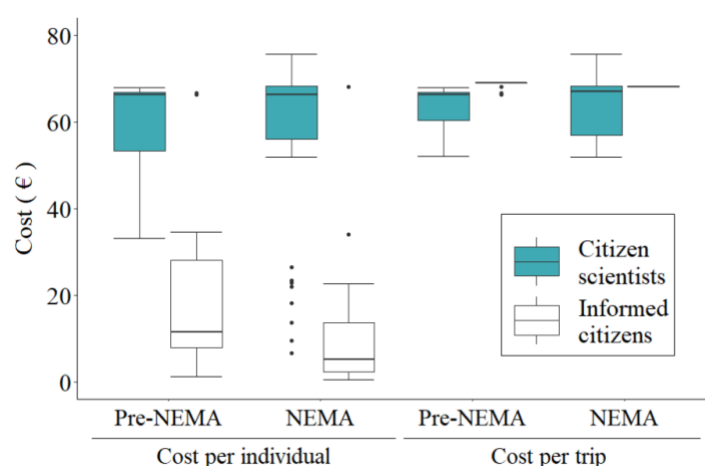 80
60
40
20
0
Cost ( € )
Citizen
scientists
Informed
citizens
Pre-NEMA NEMA Pre-NEMA NEMA
Cost per individual Cost per trip